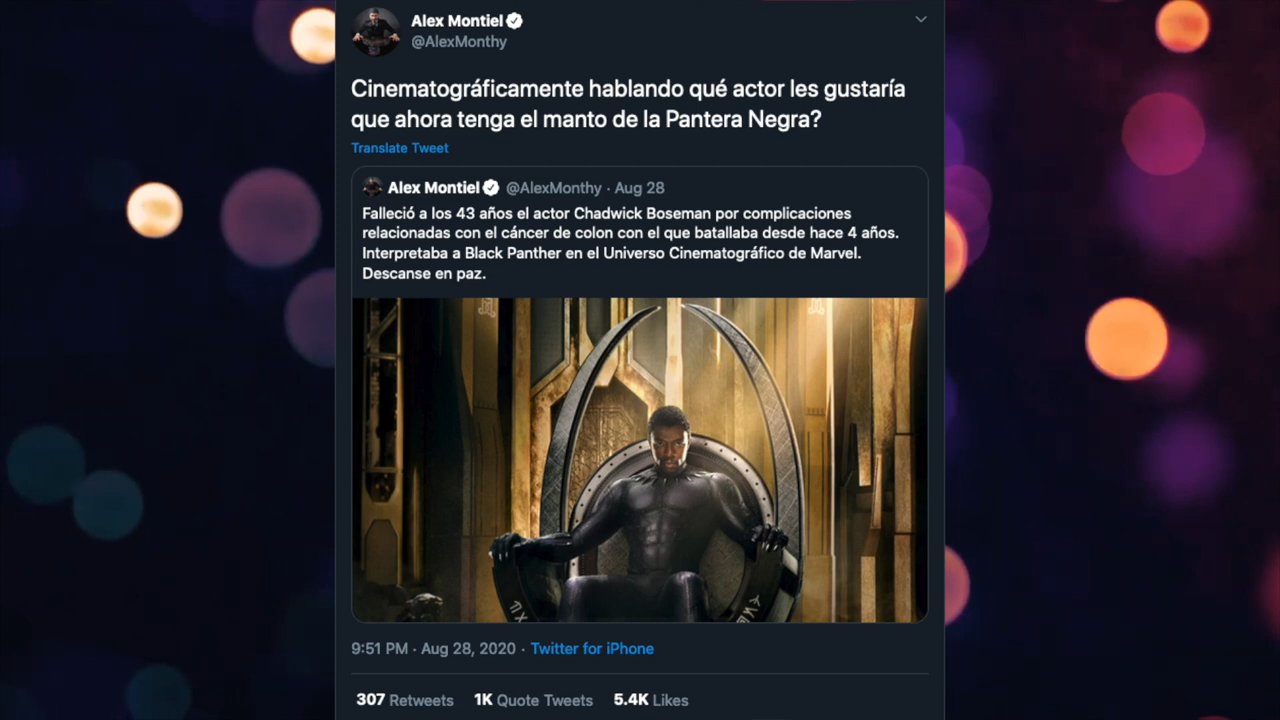 Alex Montiel
@AlexMonthy
Cinematográficamente hablando qué actor les gustaría
que ahora tenga el manto de la Pantera Negra?
Translate Tweet
Alex Montiel @AlexMonthy · Aug 28
Falleció a los 43 años el actor Chadwick Boseman por complicaciones
relacionadas con el cáncer de colon con el que batallaba desde hace 4 años.
Interpretaba a Black Panther en el Universo Cinematográfico de Marvel.
Descanse en paz.
9:51 PM · Aug 28, 2020 · Twitter for iPhone
307 Retweets 1K Quote Tweets 5.4K Likes